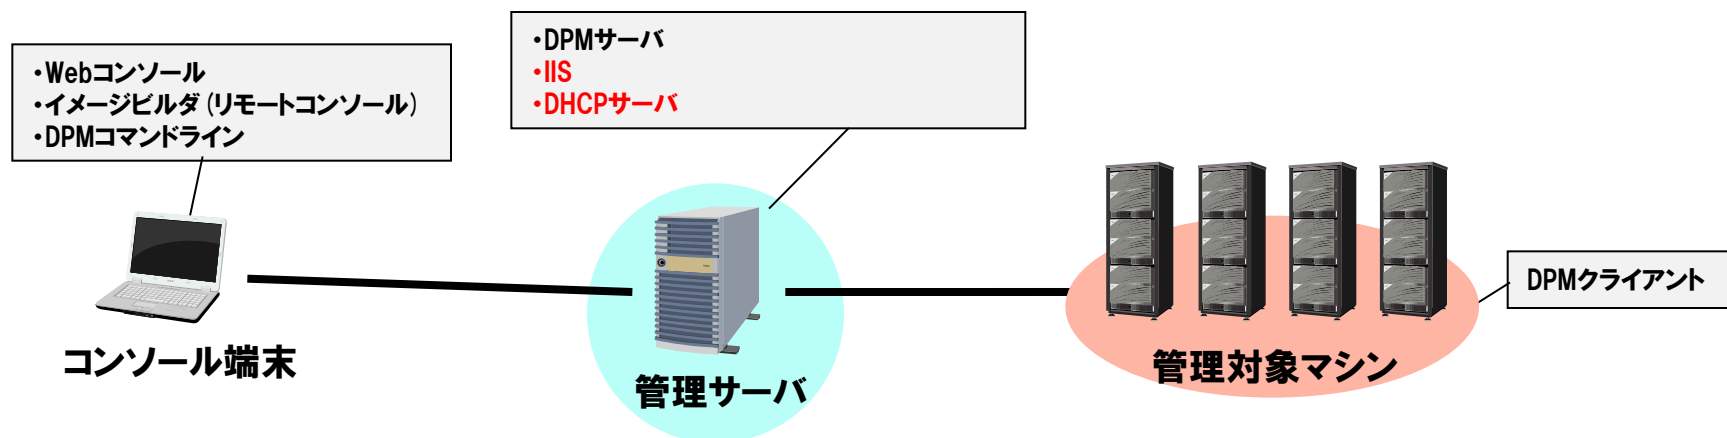 ・Webコンソール
・イメージビルダ(リモートコンソール)
・DPMコマンドライン
・DPMサーバ
・IIS
・DHCPサーバ
DPMクライアント
コンソール端末
管理サーバ
管理対象マシン